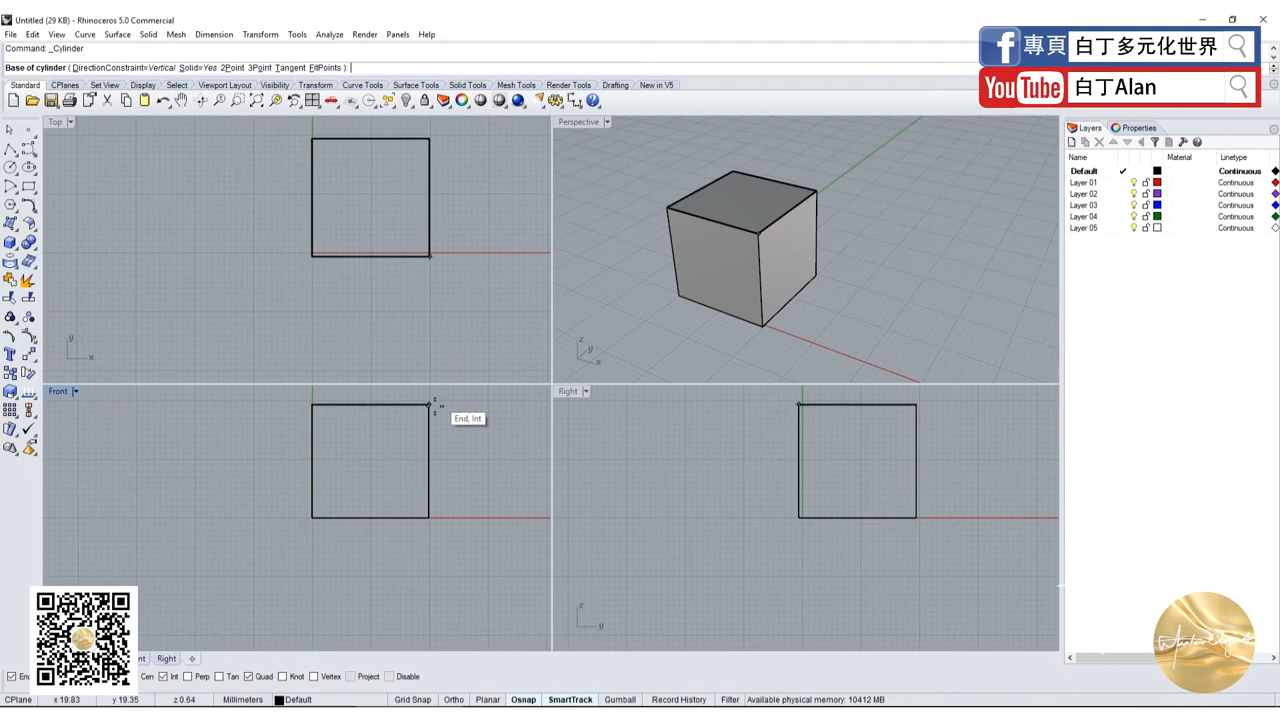 Untitled (29 KB) - Rhinoceros 5.0 Commercial
File Edit View Curve Surface Solid Mesh Dimension Transform Tools Analyze Render Panels Help
Command: _Cylinder
Base of cylinder ( DirectionConstraint=Vertical Solid=Yes 2Point 3Point Tangent FitPoints ):
專頁 白丁多元化世界
YouTube 白丁Alan
Standard CPlanes Set View Display Select Viewport Layout Visibility Transform Curve Tools Surface Tools Solid Tools Mesh Tools Render Tools Drafting New in V5
Top
Perspective
Layers Properties
Name Material Linetype
Default Continuous
Layer 01 Continuous
Layer 02 Continuous
Layer 03 Continuous
Layer 04 Continuous
Layer 05 Continuous
y
x
z
y
x
Front
Right
End, Int
z
y
Right
Cen Int Perp Tan Quad Knot Vertex Project Disable
CPlane x 19.83 y 19.35 z 0.64 Millimeters Default Grid Snap Ortho Planar Osnap SmartTrack Gumball Record History Filter Available physical memory: 10412 MB